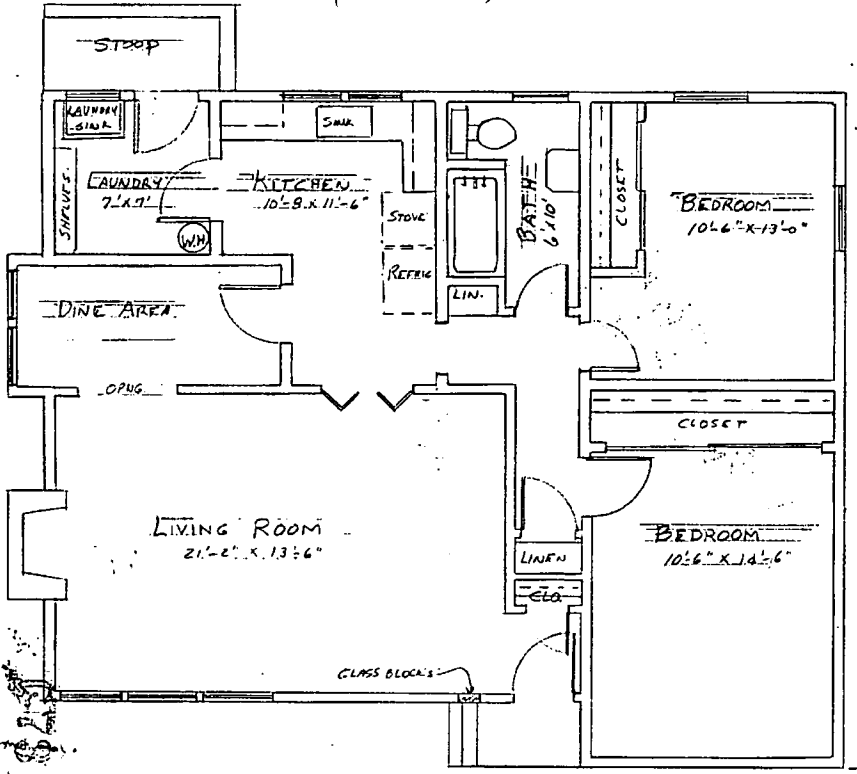 STOOP
LAUNDRY
SINK
SINK
SHELVES
LAUNDRY
7'x7'
W.H
KITCHEN
10'-8 x 11'-6"
STOVE
REFRIG
BATH
6'x10'
LIN.
CLOSET
BEDROOM
10'-6" x 13'-0"
DINE AREA
OPNG
CLOSET
LIVING ROOM
21'-2" x 13'-6"
LINEN
CLO
BEDROOM
10'-6" x 14'-6"
GLASS BLOCKS